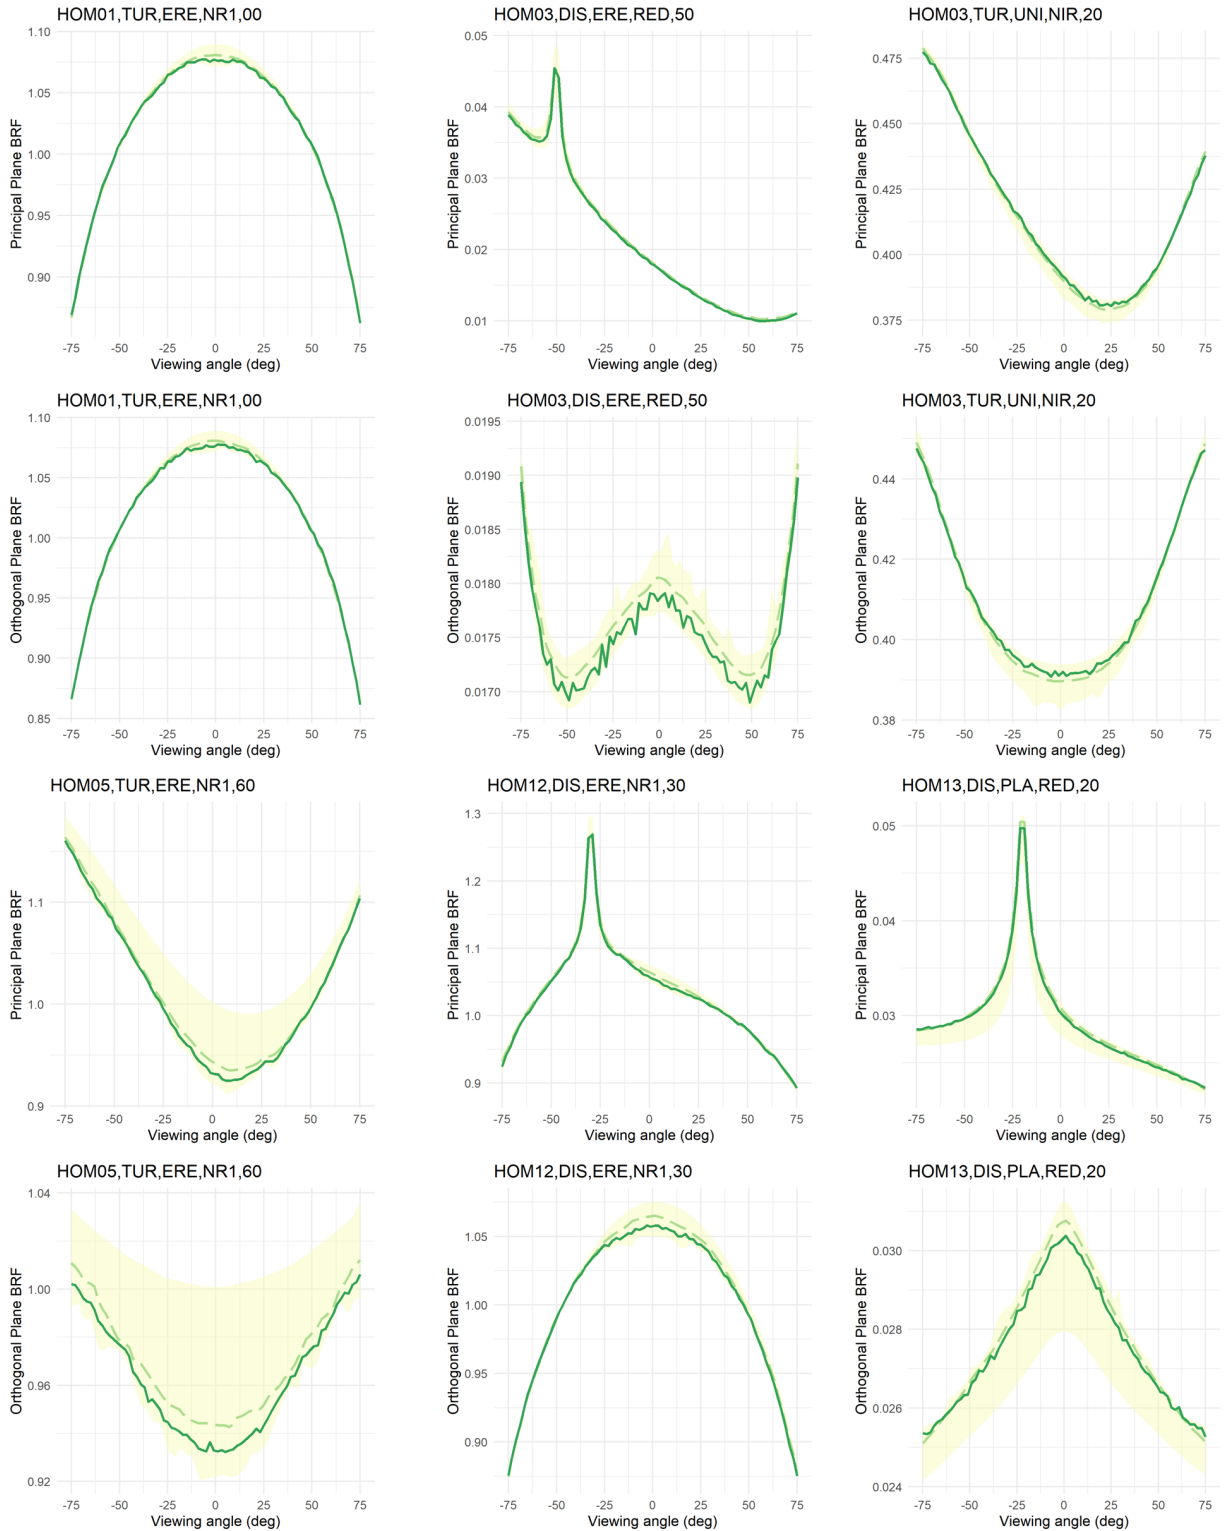 HOM01,TUR,ERE,NR1,00
1.10
1.05
1.00
0.95
0.90
Principal Plane BRF
-75 -50 -25 0 25 50 75
Viewing angle (deg)
HOM03,DIS,ERE,RED,50
0.05
0.04
0.03
0.02
0.01
Principal Plane BRF
-75 -50 -25 0 25 50 75
Viewing angle (deg)
HOM03,TUR,UNI,NIR,20
0.475
0.450
0.425
0.400
0.375
Principal Plane BRF
-75 -50 -25 0 25 50 75
Viewing angle (deg)
HOM01,TUR,ERE,NR1,00
1.10
1.05
1.00
0.95
0.90
0.85
Orthogonal Plane BRF
-75 -50 -25 0 25 50 75
Viewing angle (deg)
HOM03,DIS,ERE,RED,50
0.0195
0.0190
0.0185
0.0180
0.0175
0.0170
Orthogonal Plane BRF
-75 -50 -25 0 25 50 75
Viewing angle (deg)
HOM03,TUR,UNI,NIR,20
0.44
0.42
0.40
0.38
Orthogonal Plane BRF
-75 -50 -25 0 25 50 75
Viewing angle (deg)
HOM05,TUR,ERE,NR1,60
1.1
1.0
0.9
Principal Plane BRF
-75 -50 -25 0 25 50 75
Viewing angle (deg)
HOM12,DIS,ERE,NR1,30
1.3
1.2
1.1
1.0
0.9
Principal Plane BRF
-75 -50 -25 0 25 50 75
Viewing angle (deg)
HOM13,DIS,PLA,RED,20
0.05
0.04
0.03
Principal Plane BRF
-75 -50 -25 0 25 50 75
Viewing angle (deg)
HOM05,TUR,ERE,NR1,60
1.04
1.00
0.96
0.92
Orthogonal Plane BRF
-75 -50 -25 0 25 50 75
Viewing angle (deg)
HOM12,DIS,ERE,NR1,30
1.05
1.00
0.95
0.90
Orthogonal Plane BRF
-75 -50 -25 0 25 50 75
Viewing angle (deg)
HOM13,DIS,PLA,RED,20
0.030
0.028
0.026
0.024
Orthogonal Plane BRF
-75 -50 -25 0 25 50 75
Viewing angle (deg)